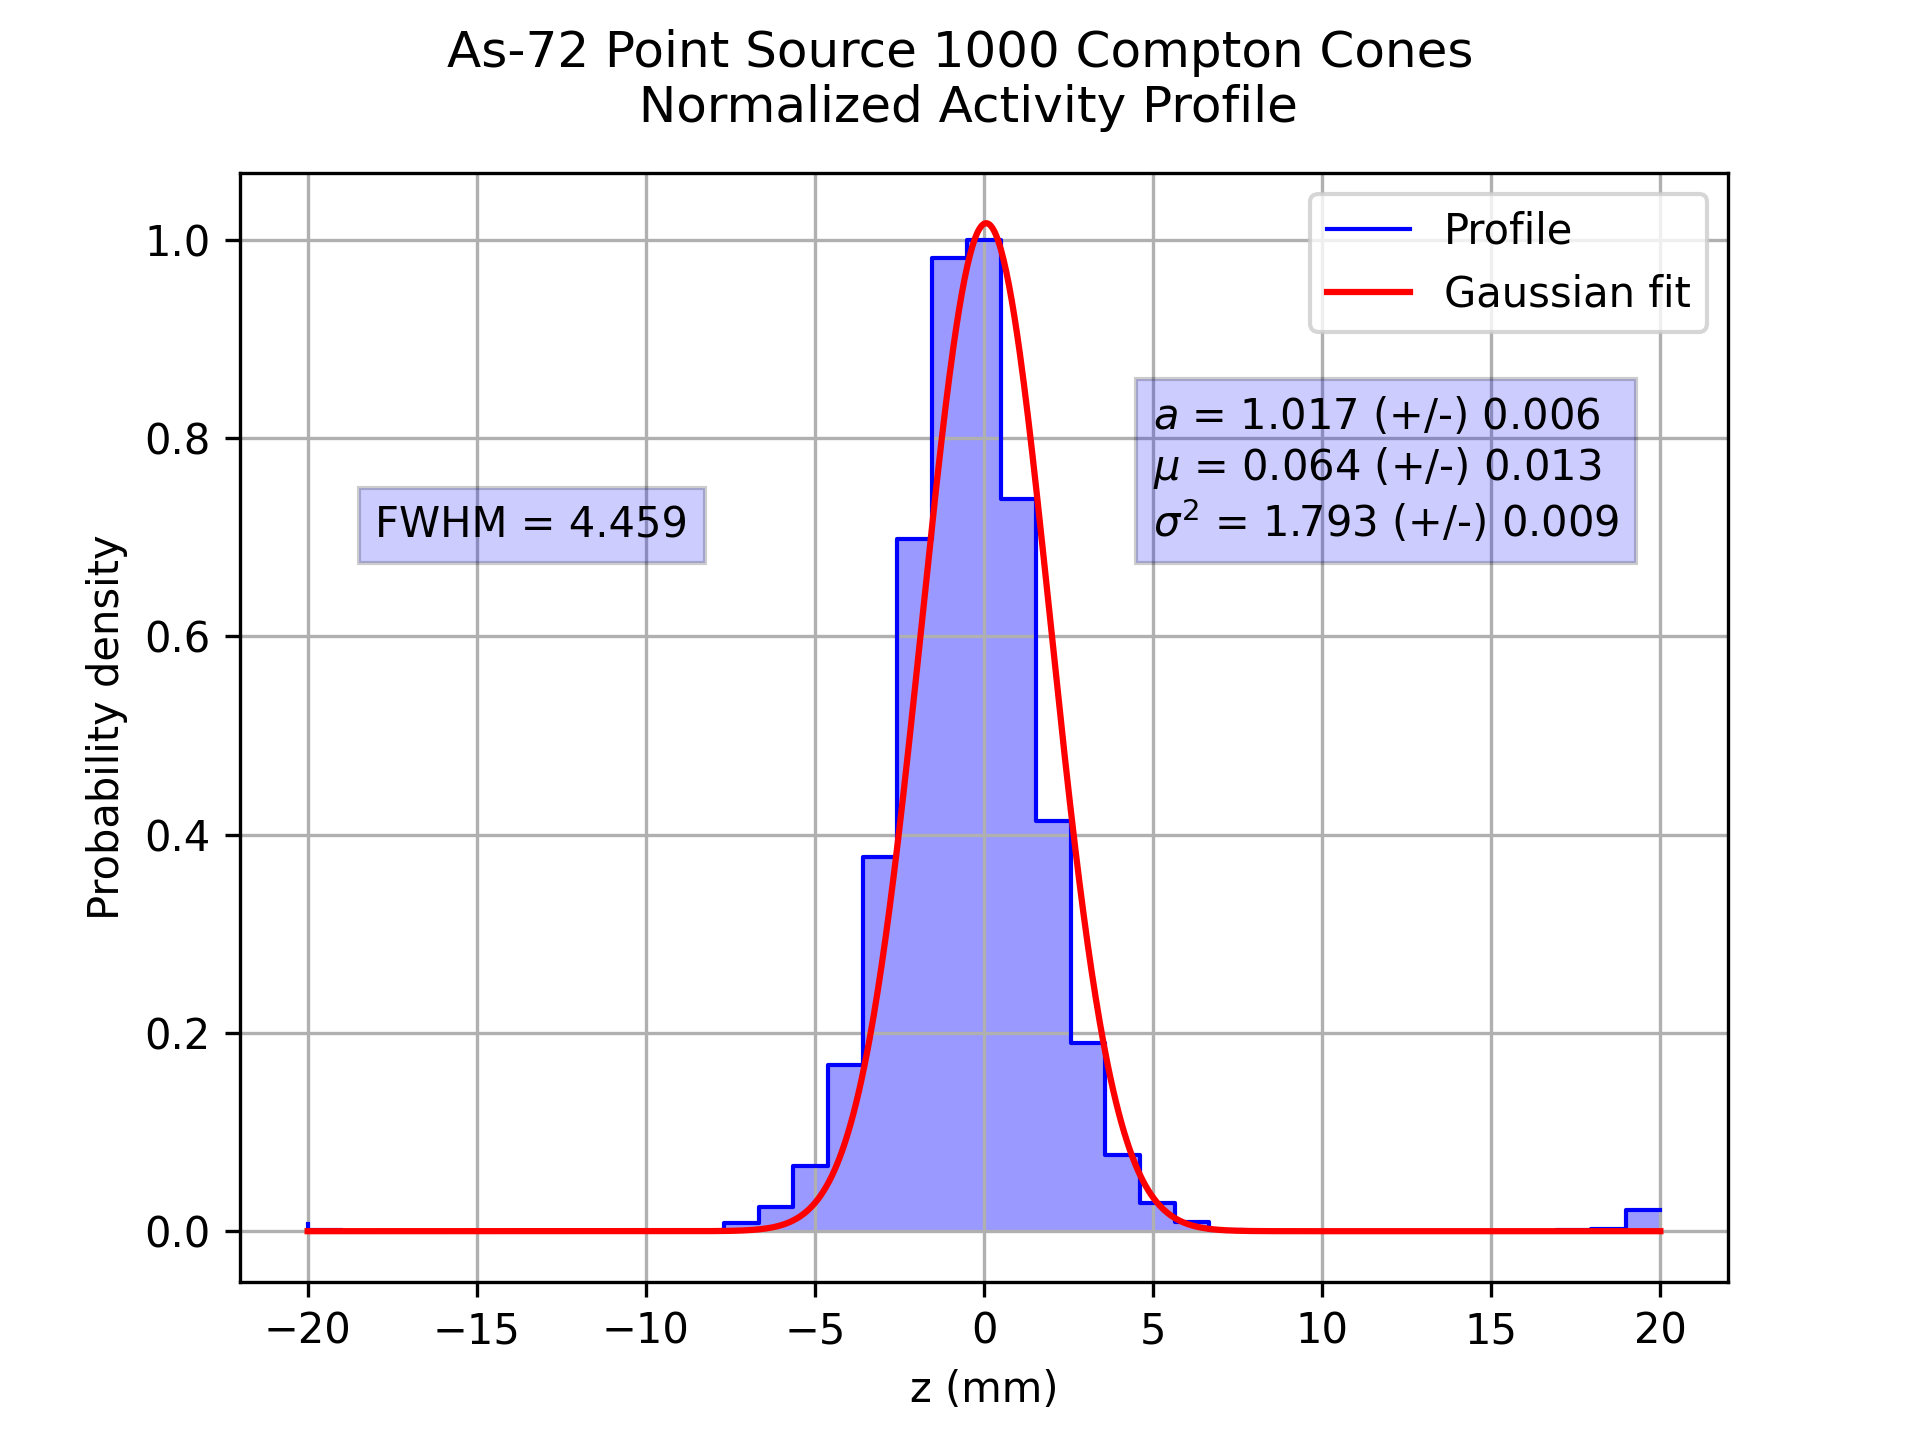 As-72 Point Source 1000 Compton Cones
Normalized Activity Profile
Profile
Gaussian fit
a = 1.017 (+/-) 0.006
μ = 0.064 (+/-) 0.013
σ² = 1.793 (+/-) 0.009
FWHM = 4.459
Probability density
1.0
0.8
0.6
0.4
0.2
0.0
−20 −15 −10 −5 0 5 10 15 20
z (mm)